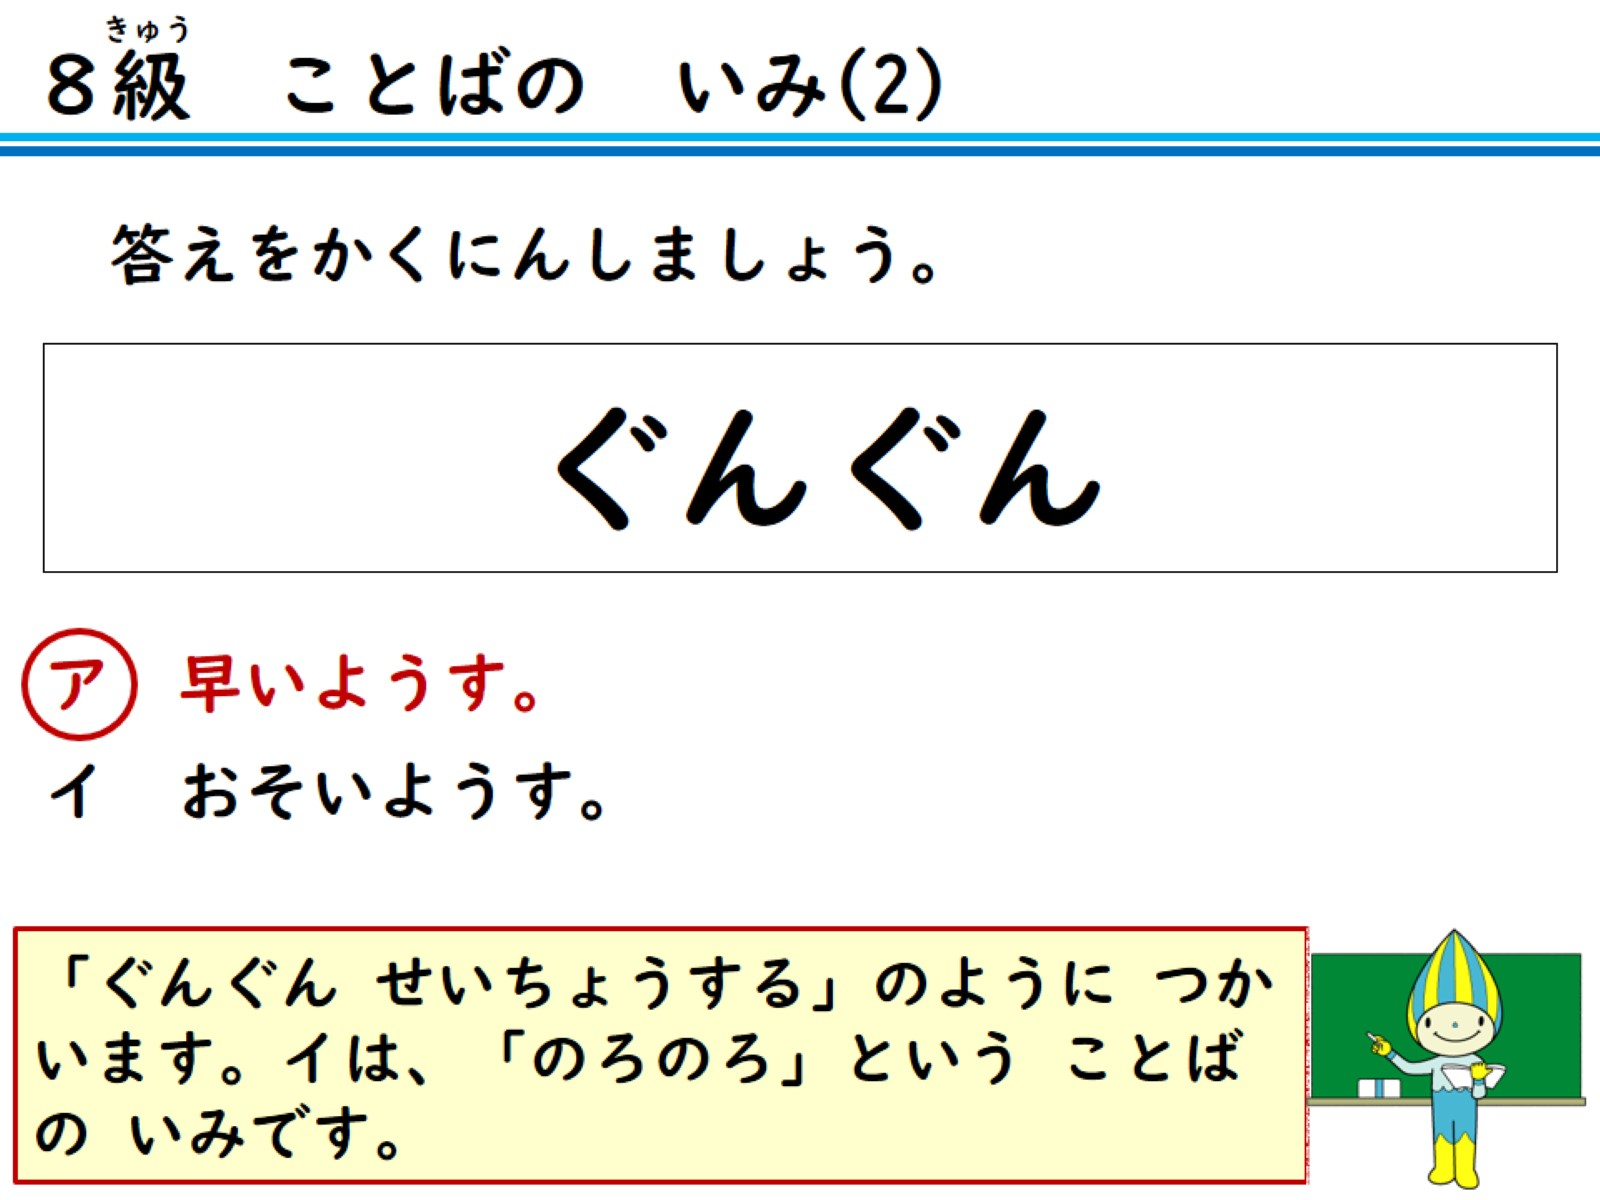 きゅう
８級　ことばの　いみ(2)
答えをかくにんしましょう。
ぐんぐん
ア　早いようす。
イ　おそいようす。
「ぐんぐん せいちょうする」のように つか
います。イは、「のろのろ」という ことば
の いみです。